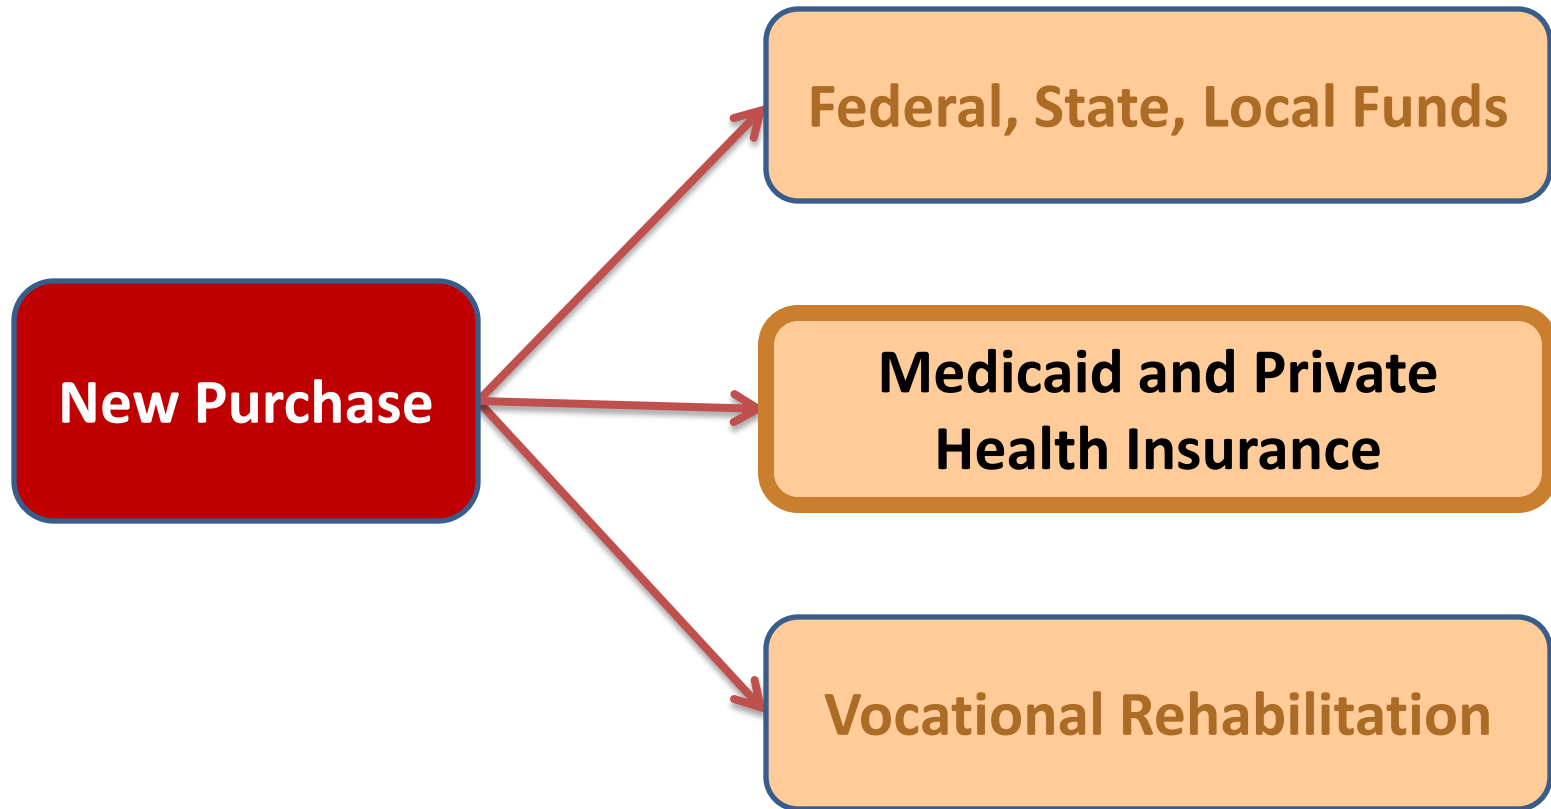 Federal, State, Local Funds
New Purchase
Medicaid and Private
Health Insurance
Vocational Rehabilitation